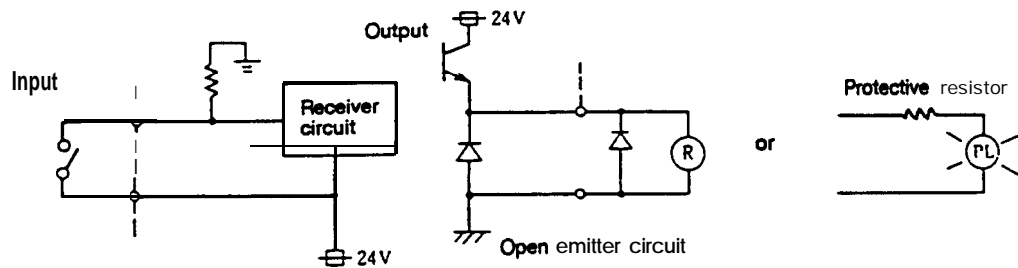 Input
Receiver
circuit
24V
Output
24V
R
Open emitter circuit
or
Protective resistor
PL